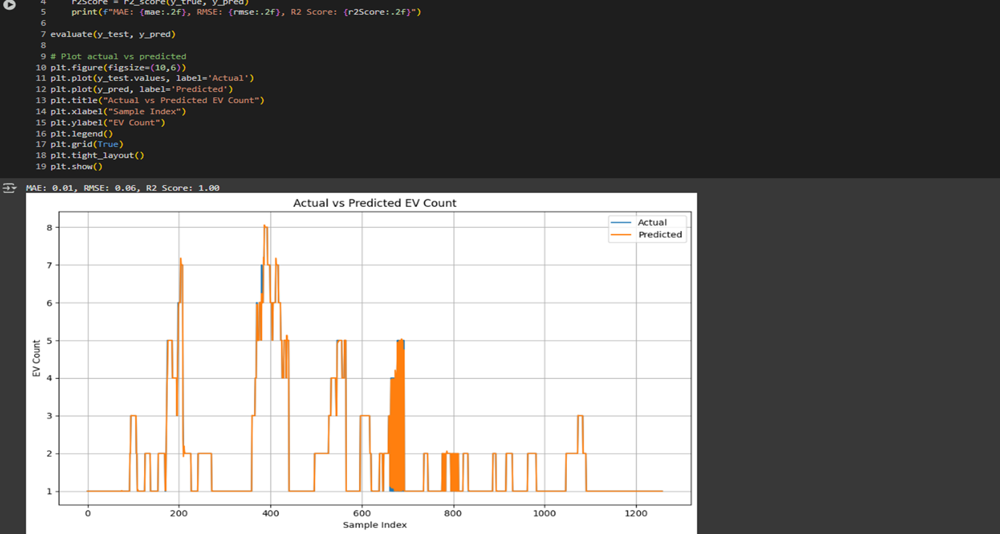 4 r2Score = r2_score(y_true, y_pred)
5 print(f"MAE: {mae:.2f}, RMSE: {rmse:.2f}, R2 Score: {r2Score:.2f}")
6
7 evaluate(y_test, y_pred)
8
9 # Plot actual vs predicted
10 plt.figure(figsize=(10,6))
11 plt.plot(y_test.values, label='Actual')
12 plt.plot(y_pred, label='Predicted')
13 plt.title("Actual vs Predicted EV Count")
14 plt.xlabel("Sample Index")
15 plt.ylabel("EV Count")
16 plt.legend()
17 plt.grid(True)
18 plt.tight_layout()
19 plt.show()
MAE: 0.01, RMSE: 0.06, R2 Score: 1.00
Actual vs Predicted EV Count
Actual
Predicted
8
7
6
5
4
3
2
1
EV Count
0 200 400 600 800 1000 1200
Sample Index